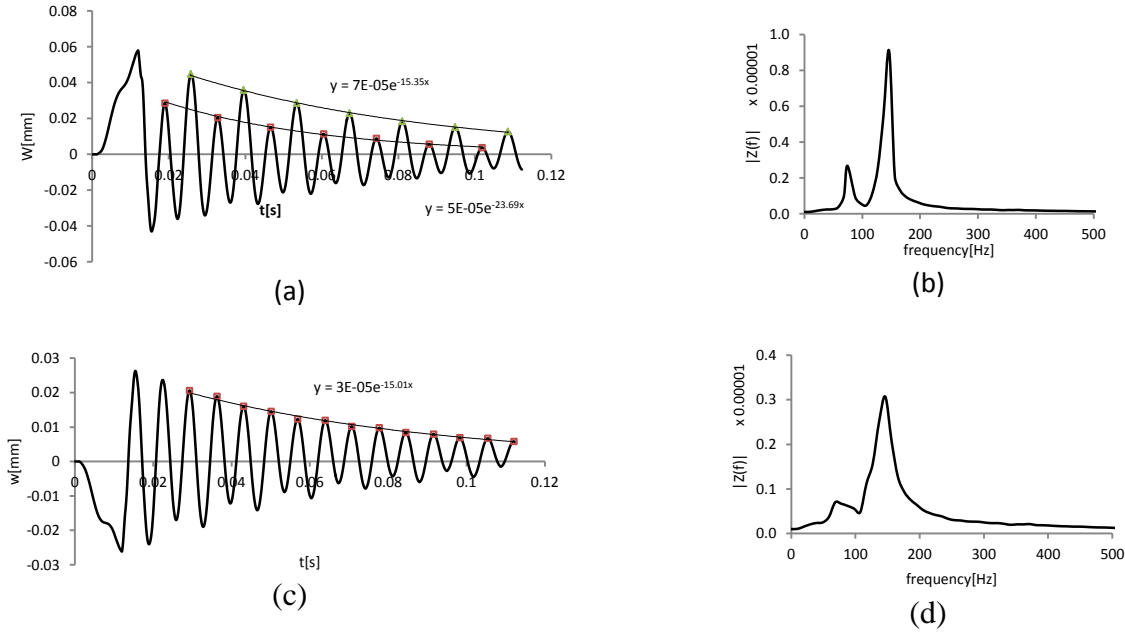 0.08
0.06
0.04
0.02
0
-0.02
-0.04
-0.06
W[mm]
0 0.02 0.04 0.06 0.08 0.1 0.12
t[s]
y = 7E-05e-15.35x
y = 5E-05e-23.69x
(a)
1.0
0.8
0.6
0.4
0.2
0.0
|Z(f)| x 0.00001
0 100 200 300 400 500
frequency[Hz]
(b)
0.03
0.02
0.01
0
-0.01
-0.02
-0.03
w[mm]
0 0.02 0.04 0.06 0.08 0.1 0.12
y = 3E-05e-15.01x
t[s]
(c)
0.4
0.3
0.2
0.1
0.0
|Z(f)| x 0.00001
0 100 200 300 400 500
frequency[Hz]
(d)